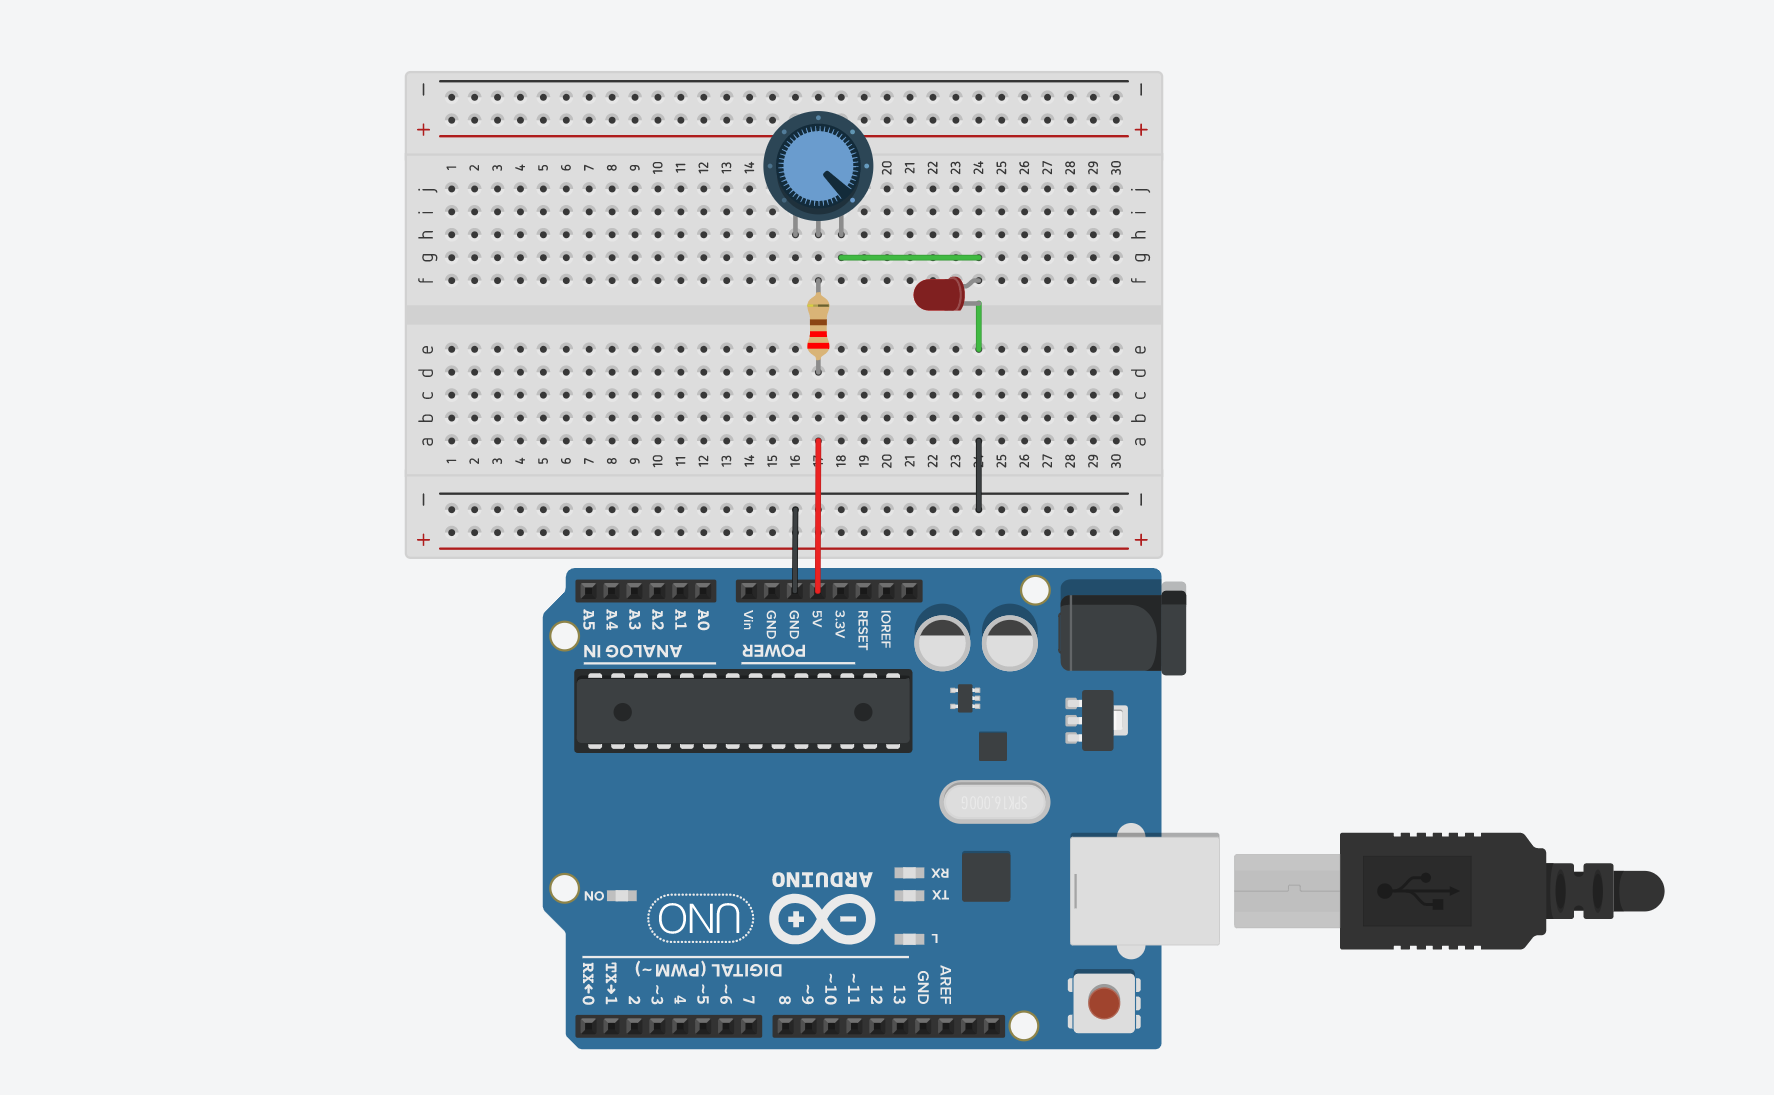 − −
+ +
1 2 3 4 5 6 7 8 9 10 11 12 13 14 20 21 22 23 24 25 26 27 28 29 30
j j
i i
h h
g g
f f
e e
d d
c c
b b
a a
1 2 3 4 5 6 7 8 9 10 11 12 13 14 15 16 17 18 19 20 21 22 23 24 25 26 27 28 29 30
− −
+ +
A5 A4 A3 A2 A1 A0 Vin GND GND 5V 3.3V RESET IOREF
ANALOG IN POWER
SPK16.000G
RX
ARDUINO
TX
ON
UNO
L
DIGITAL (PWM ~)
RX←0 TX→1 2 ~3 4 ~5 ~6 7 8 ~9 ~10 ~11 12 13 GND AREF